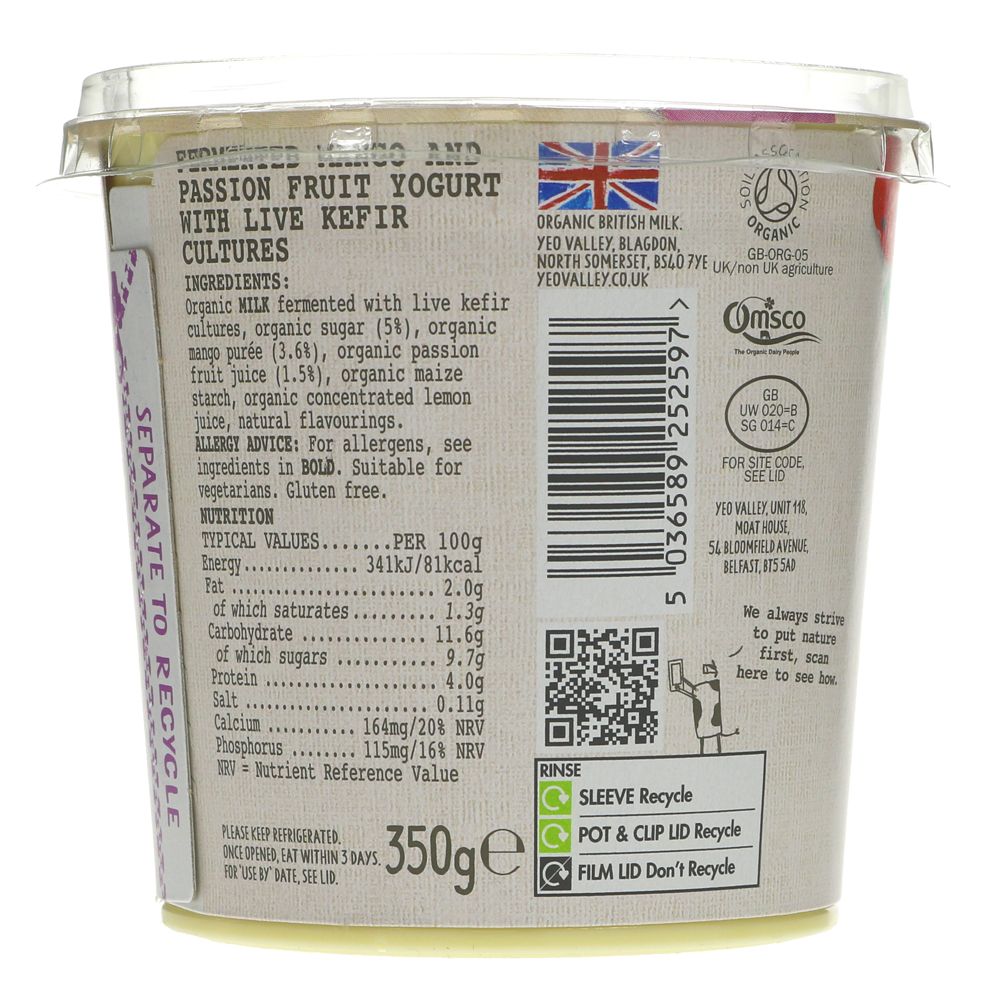 FERMENTED MANGO AND
PASSION FRUIT YOGURT
WITH LIVE KEFIR
CULTURES
INGREDIENTS:
Organic MILK fermented with live kefir
cultures, organic sugar (5%), organic
mango purée (3.6%), organic passion
fruit juice (1.5%), organic maize
starch, organic concentrated lemon
juice, natural flavourings.
ALLERGY ADVICE: For allergens, see
ingredients in BOLD. Suitable for
vegetarians. Gluten free.
NUTRITION
TYPICAL VALUES.......PER 100g
Energy.............. 341kJ/81kcal
Fat ........................ 2.0g
of which saturates.......... 1.3g
Carbohydrate .............. 11.6g
of which sugars ............ 9.7g
Protein .................... 4.0g
Salt ...................... 0.11g
Calcium ........... 164mg/20% NRV
Phosphorus ........ 115mg/16% NRV
NRV = Nutrient Reference Value
PLEASE KEEP REFRIGERATED.
ONCE OPENED, EAT WITHIN 3 DAYS.
FOR 'USE BY' DATE, SEE LID.
350g e
SEPARATE TO RECYCLE
ORGANIC BRITISH MILK.
YEO VALLEY, BLAGDON,
NORTH SOMERSET, BS40 7YE
YEOVALLEY.CO.UK
5 036589 252597 >
SOIL ASSOCIATION
ORGANIC
GB-ORG-05
UK/non UK agriculture
Omsco
The Organic Dairy People
GB
UW 020=B
SG 014=C
FOR SITE CODE,
SEE LID
YEO VALLEY, UNIT 118,
MOAT HOUSE,
54 BLOOMFIELD AVENUE,
BELFAST, BT5 5AD
We always strive
to put nature
first, scan
here to see how.
RINSE
SLEEVE Recycle
POT & CLIP LID Recycle
FILM LID Don't Recycle